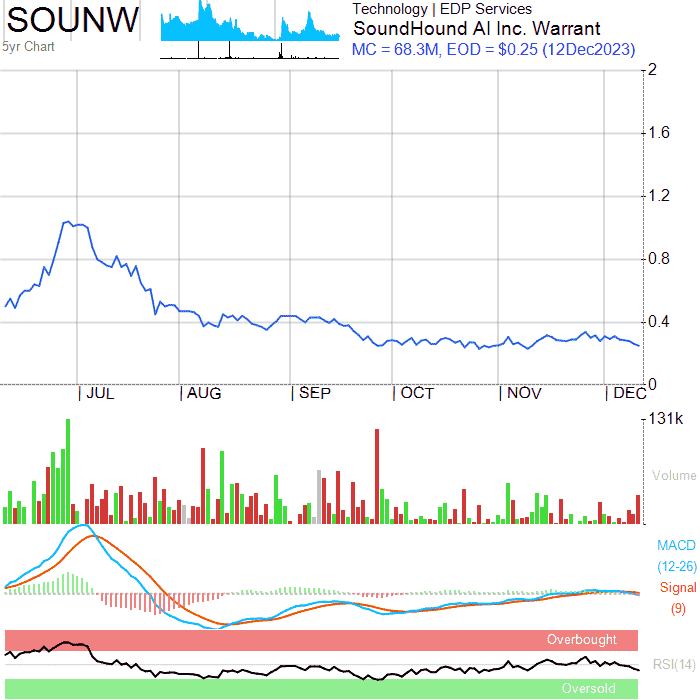 SOUNW
5yr Chart
Technology | EDP Services
SoundHound AI Inc. Warrant
MC = 68.3M, EOD = $0.25 (12Dec2023)
2
1.6
1.2
0.8
0.4
0
| JUL | AUG | SEP | OCT | NOV | DEC
131k
Volume
MACD
(12-26)
Signal
(9)
Overbought
RSI(14)
Oversold